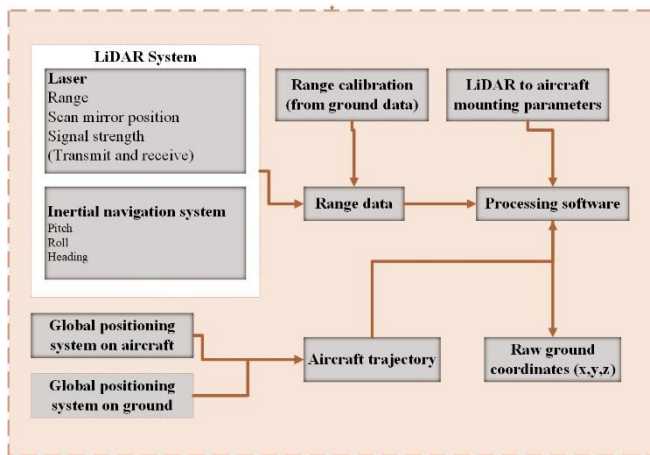 LiDAR System
Laser
Range
Scan mirror position
Signal strength
(Transmit and receive)
Inertial navigation system
Pitch
Roll
Heading
Range calibration
(from ground data)
LiDAR to aircraft
mounting parameters
Range data
Processing software
Global positioning
system on aircraft
Global positioning
system on ground
Aircraft trajectory
Raw ground
coordinates (x,y,z)